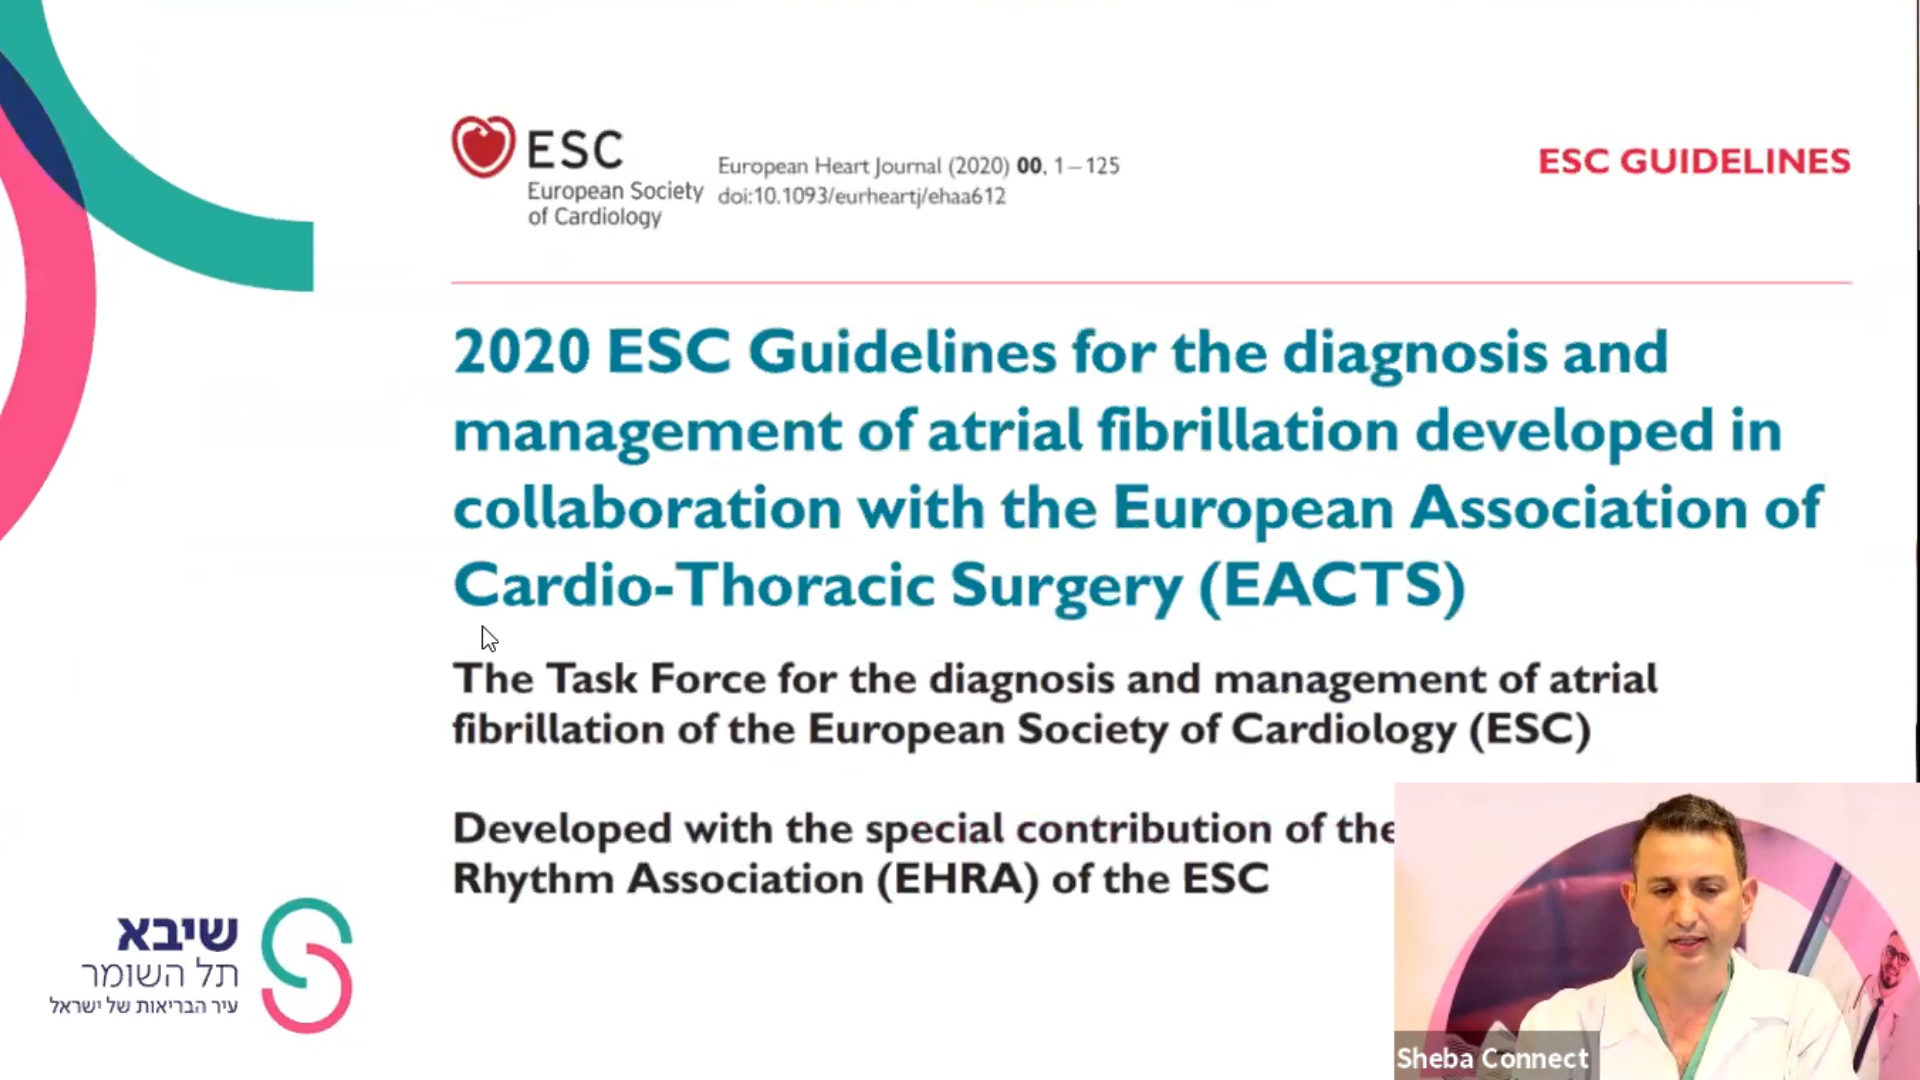 ESC
European Society
of Cardiology
European Heart Journal (2020) 00, 1–125
doi:10.1093/eurheartj/ehaa612
ESC GUIDELINES
2020 ESC Guidelines for the diagnosis and
management of atrial fibrillation developed in
collaboration with the European Association of
Cardio-Thoracic Surgery (EACTS)
The Task Force for the diagnosis and management of atrial
fibrillation of the European Society of Cardiology (ESC)
Developed with the special contribution of the
Rhythm Association (EHRA) of the ESC
שיבא
תל השומר
עיר הבריאות של ישראל
Sheba Connect